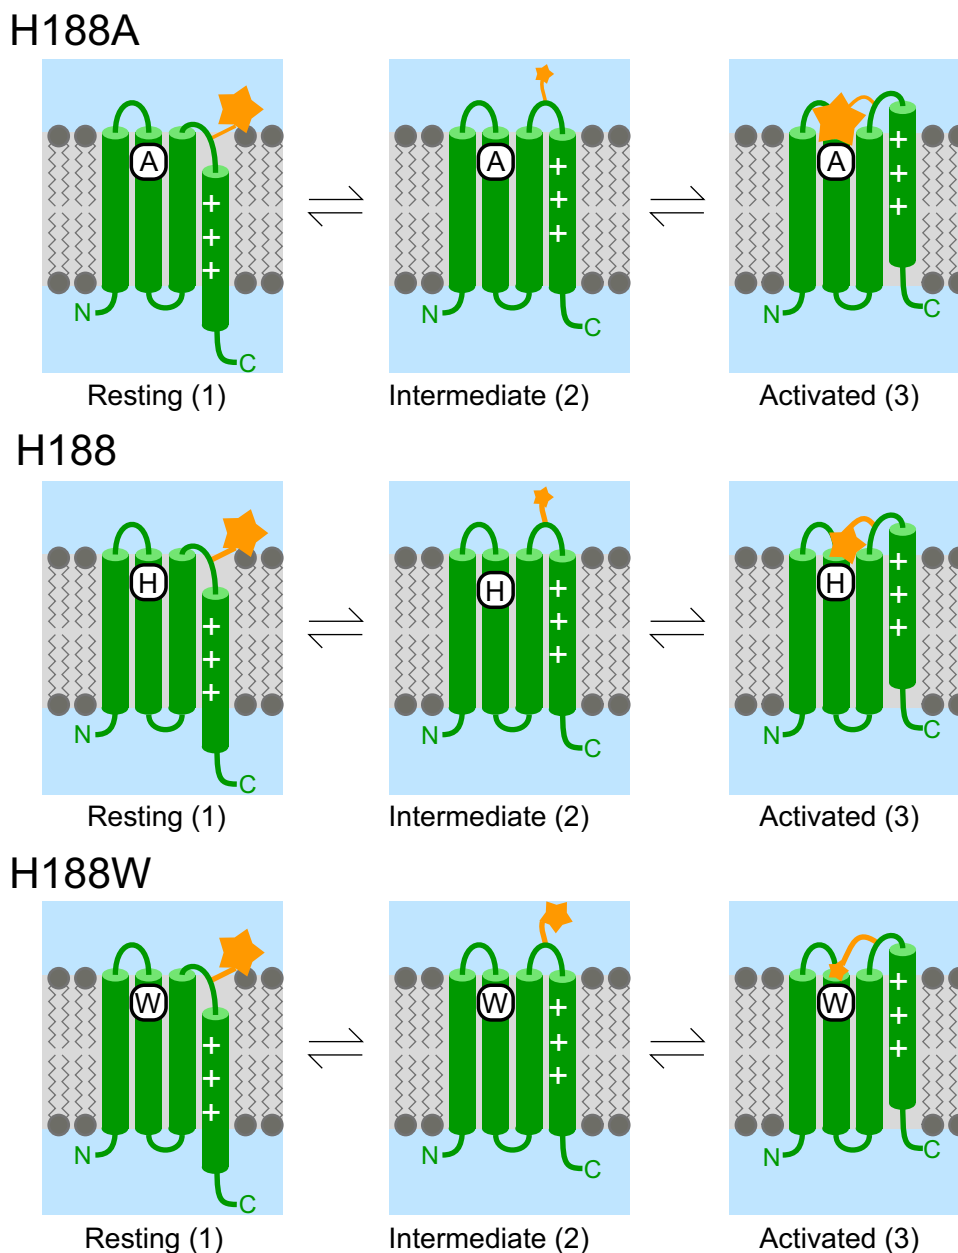 H188A
A A A
+ + +
+ + +
+ + +
N C N C N C
Resting (1) Intermediate (2) Activated (3)
H188
H H H
+ + +
+ + +
+ + +
N C N C N C
Resting (1) Intermediate (2) Activated (3)
H188W
W W W
+ + +
+ + +
+ + +
N C N C N C
Resting (1) Intermediate (2) Activated (3)